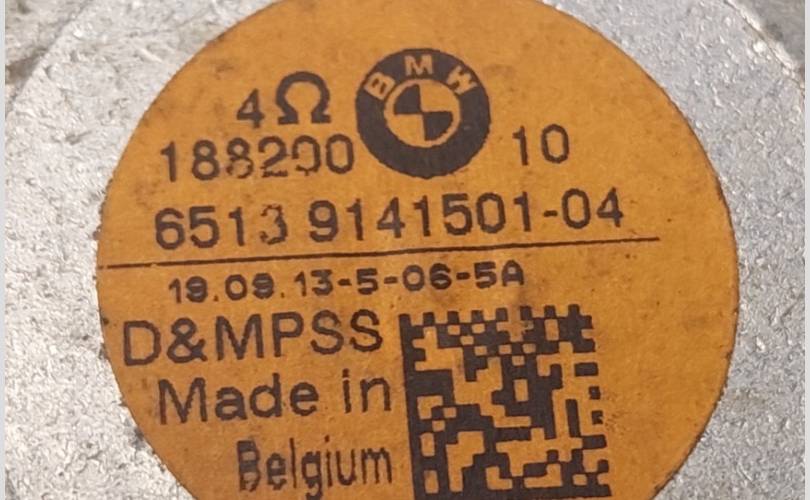 4Ω BMW
188200 10
6513 9141501-04
19.09.13-5-06-5A
D&MPSS
Made in
Belgium